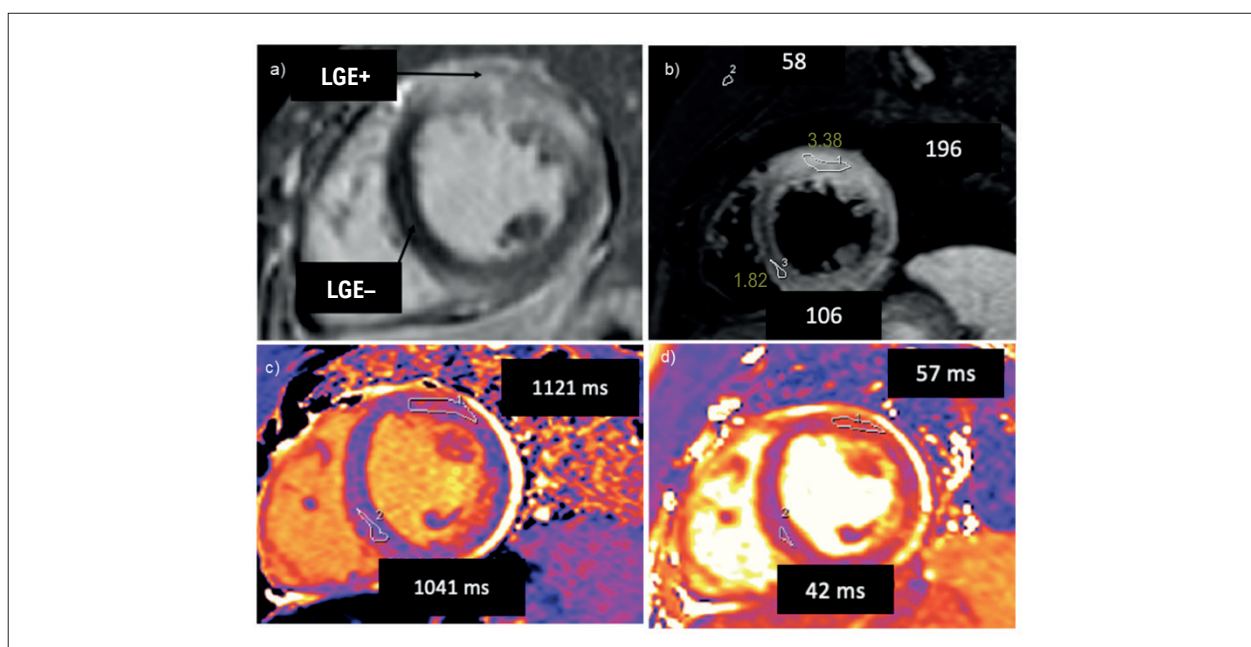 a)
LGE+
LGE–
b)
2
58
3.38
1
196
3
1.82
106
c)
1121 ms
1
2
1041 ms
d)
57 ms
1
2
42 ms